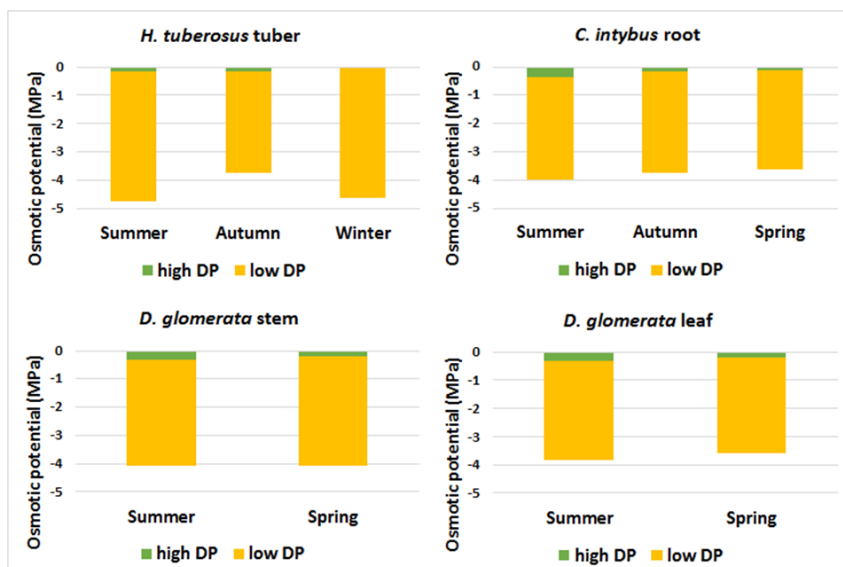 H. tuberosus tuber
Osmotic potential (MPa)
0
-1
-2
-3
-4
-5
Summer Autumn Winter
high DP low DP
C. intybus root
Osmotic potential (MPa)
0
-1
-2
-3
-4
-5
Summer Autumn Spring
high DP low DP
D. glomerata stem
Osmotic potential (MPa)
0
-1
-2
-3
-4
-5
Summer Spring
high DP low DP
D. glomerata leaf
Osmotic potential (MPa)
0
-1
-2
-3
-4
-5
Summer Spring
high DP low DP